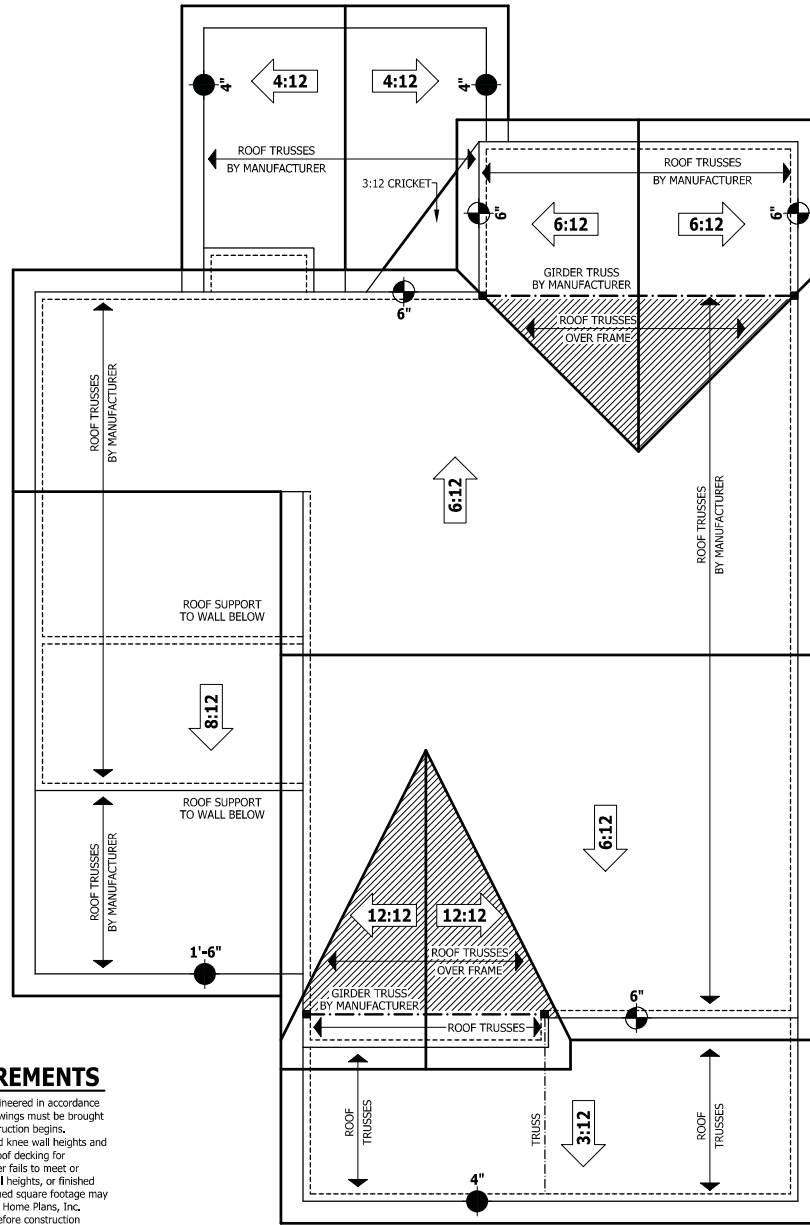 4:12
4:12
4"
4"
ROOF TRUSSES
BY MANUFACTURER
3:12 CRICKET
ROOF TRUSSES
BY MANUFACTURER
6"
6"
6:12
6:12
GIRDER TRUSS
BY MANUFACTURER
6"
ROOF TRUSSES
OVER FRAME
ROOF TRUSSES
BY MANUFACTURER
6:12
ROOF TRUSSES
BY MANUFACTURER
ROOF SUPPORT
TO WALL BELOW
8:12
ROOF SUPPORT
TO WALL BELOW
6:12
ROOF TRUSSES
BY MANUFACTURER
12:12
12:12
ROOF TRUSSES
OVER FRAME
1'-6"
GIRDER TRUSS
BY MANUFACTURER
6"
ROOF TRUSSES
ROOF
TRUSSES
TRUSS
3:12
ROOF
TRUSSES
4"
REMENTS
ineered in accordance
wings must be brought
truction begins.
d knee wall heights and
oof decking for
er fails to meet or
ll heights, or finished
hed square footage may
Home Plans, Inc.
efore construction